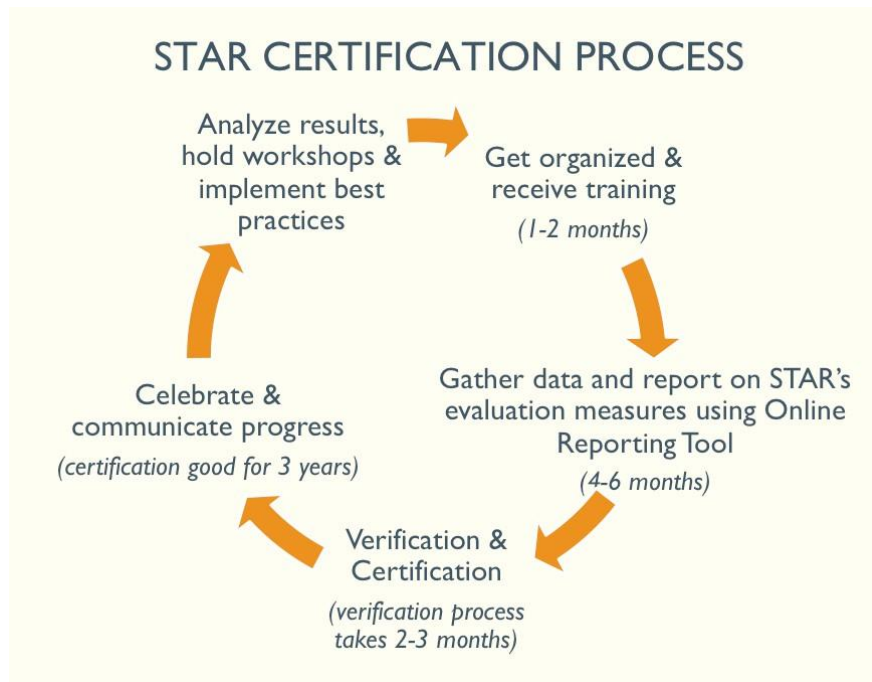 STAR CERTIFICATION PROCESS
Analyze results,
hold workshops &
implement best
practices
Get organized &
receive training
(1-2 months)
Gather data and report on STAR's
evaluation measures using Online
Reporting Tool
(4-6 months)
Verification &
Certification
(verification process
takes 2-3 months)
Celebrate &
communicate progress
(certification good for 3 years)